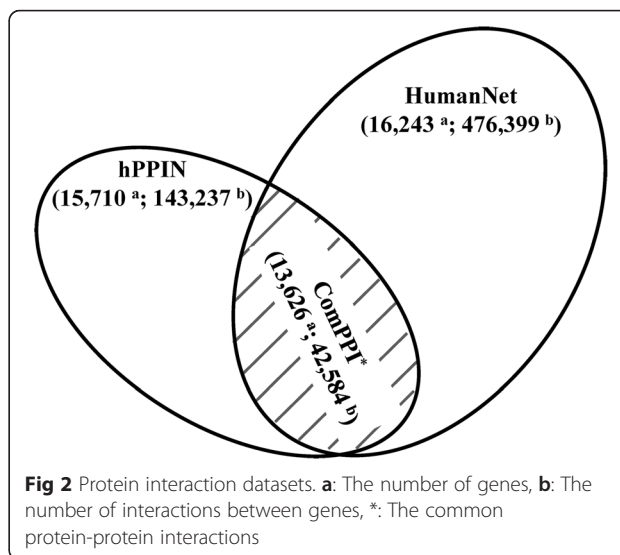 HumanNet
(16,243 a; 476,399 b)
hPPIN
(15,710 a; 143,237 b)
ComPPI*
(13,626 a; 42,584 b)
Fig 2 Protein interaction datasets. a: The number of genes, b: The
number of interactions between genes, *: The common
protein-protein interactions